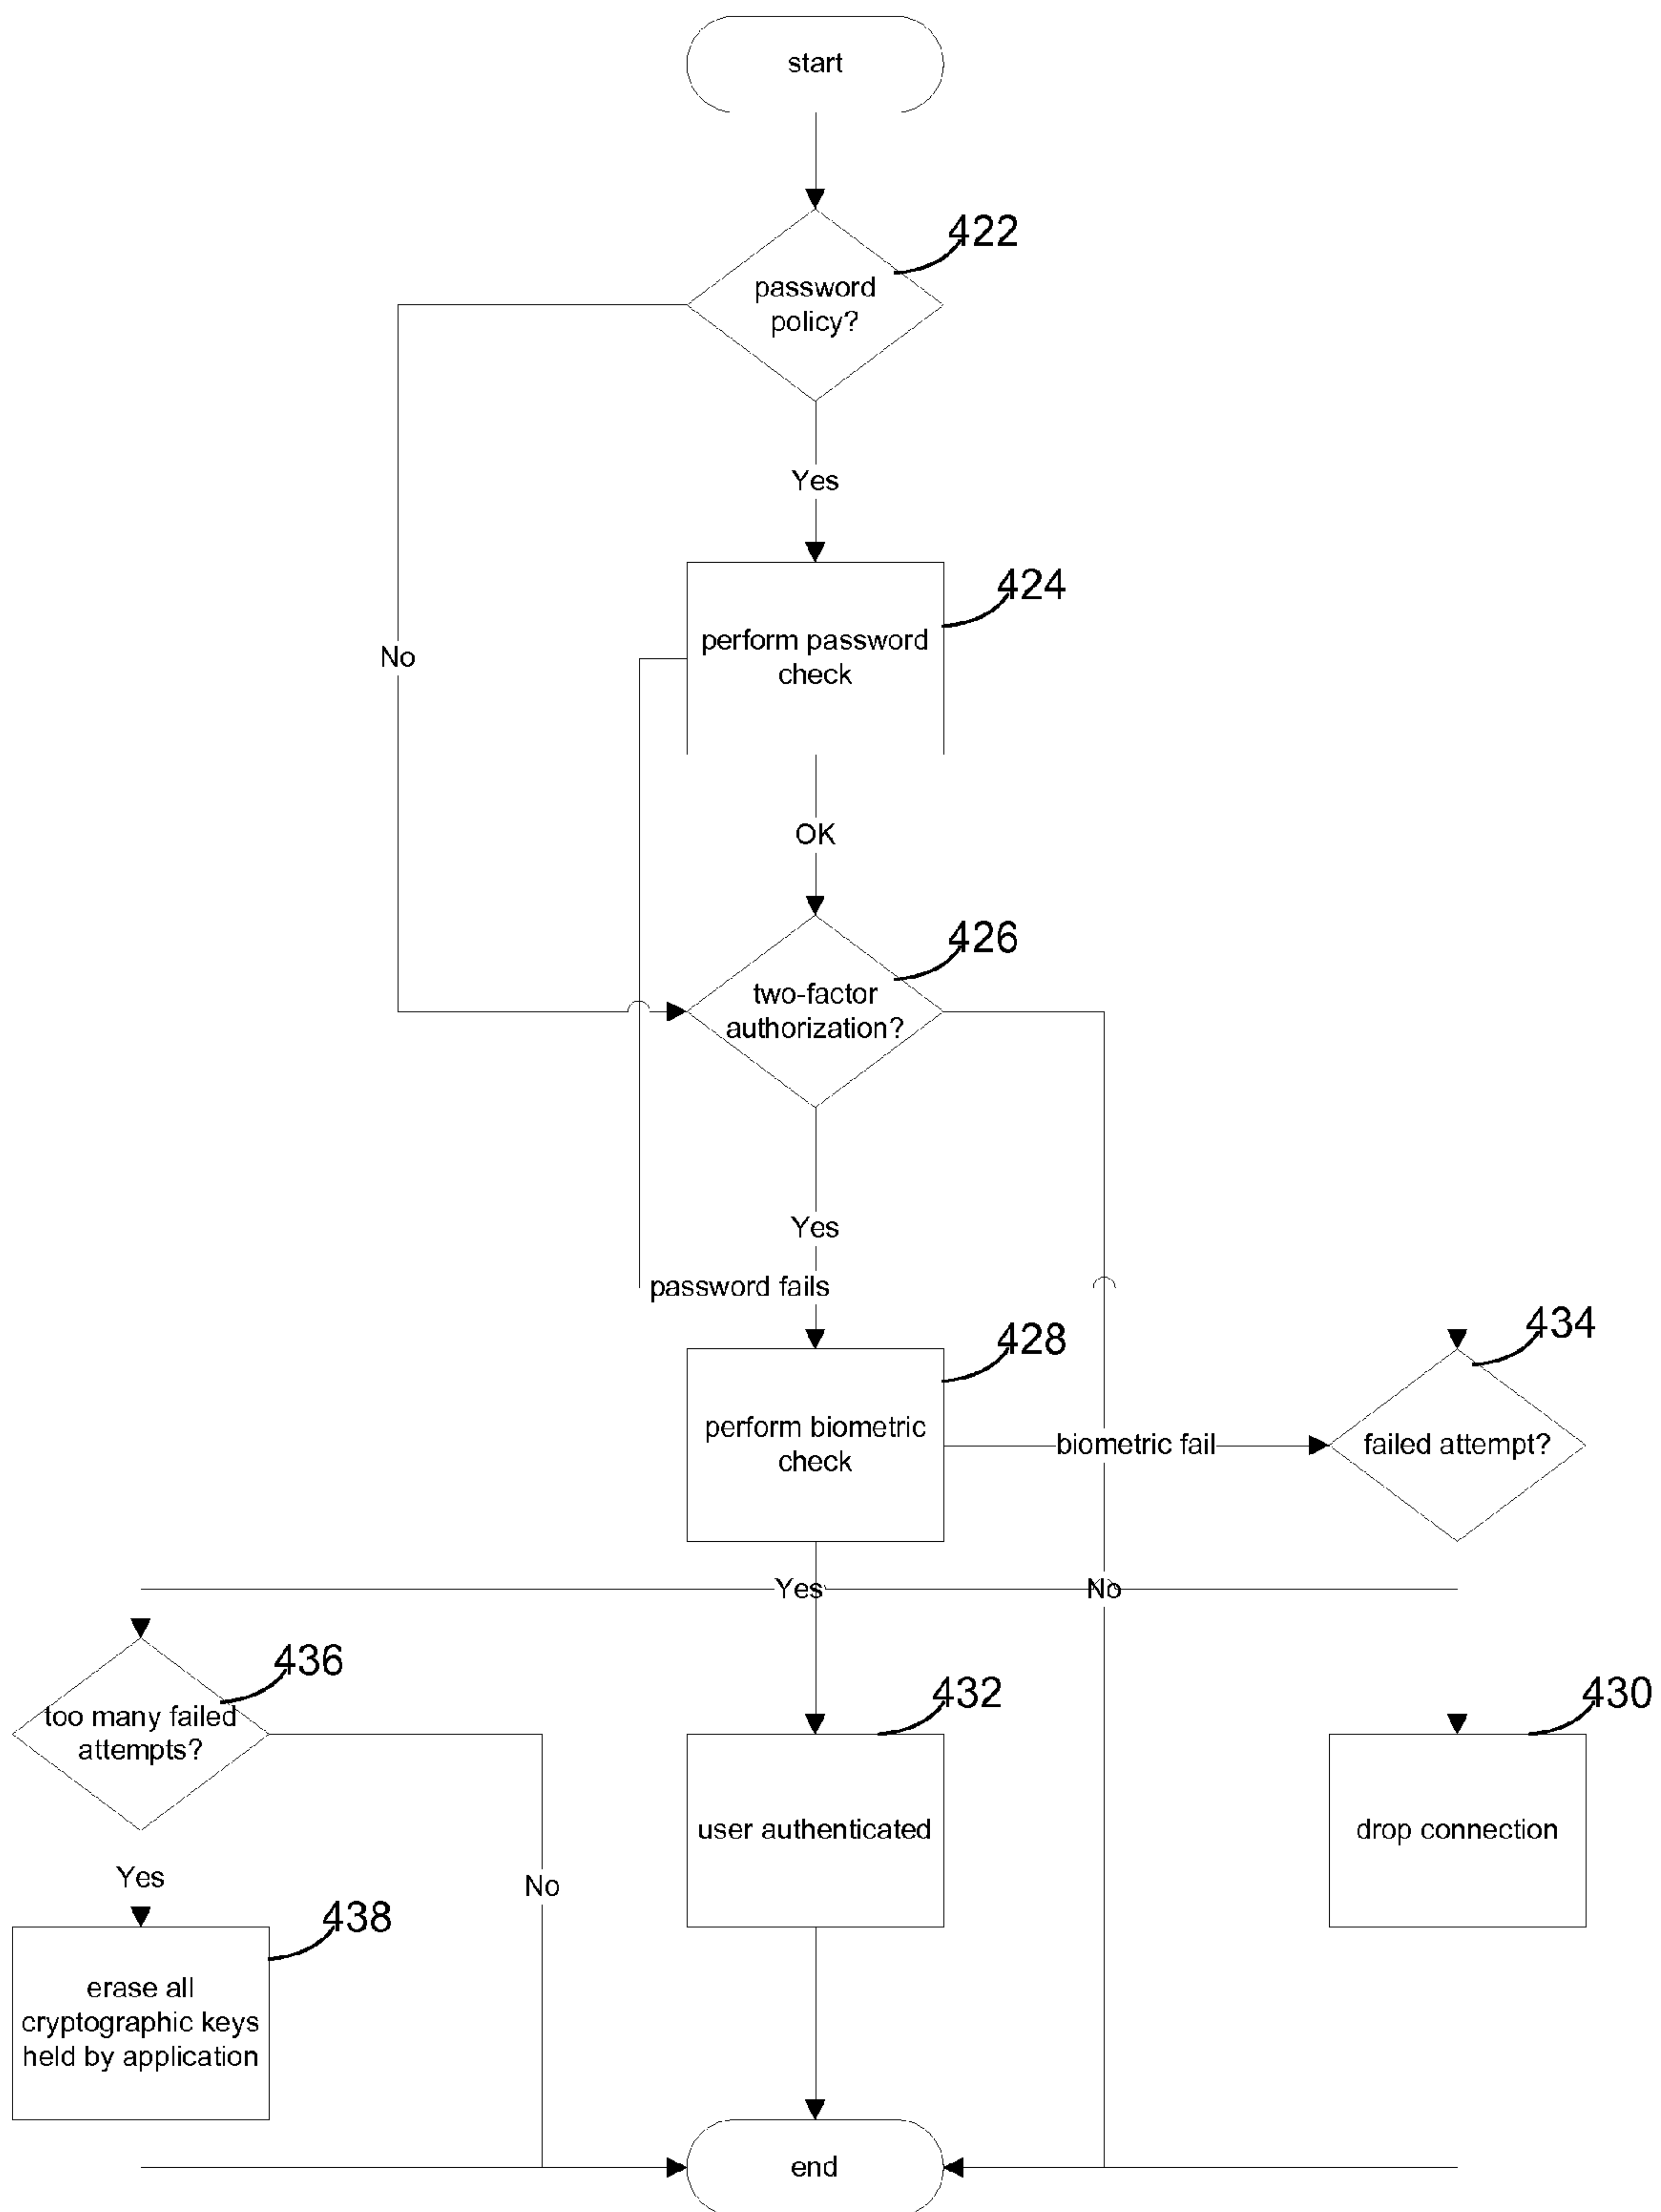 start
422
password
policy?
Yes
424
perform password
check
No
OK
426
two-factor
authorization?
Yes
password fails
428
434
perform biometric
check
biometric fail
failed attempt?
Yes
No
436
too many failed
attempts?
432
430
user authenticated
drop connection
Yes
No
438
erase all
cryptographic keys
held by application
end